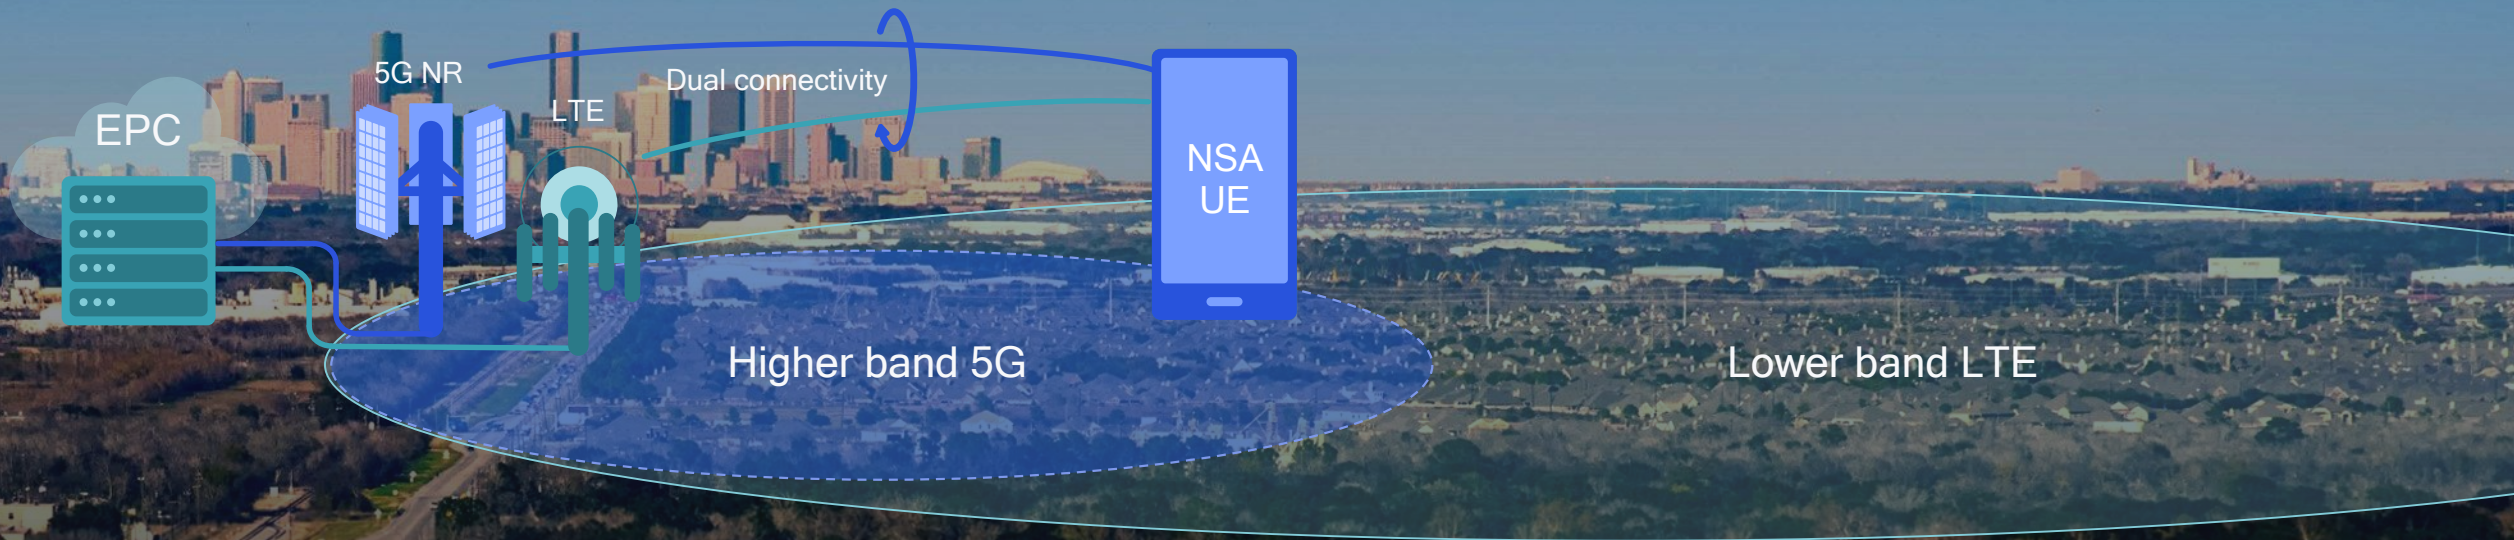 5G NR
Dual connectivity
LTE
EPC
NSA
UE
Higher band 5G
Lower band LTE